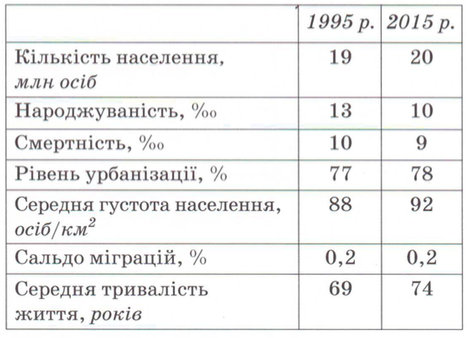 1995 р. 2015 р.
Кількість населення, 19 20
млн осіб
Народжуваність, ‰ 13 10
Смертність, ‰ 10 9
Рівень урбанізації, % 77 78
Середня густота населення, 88 92
осіб/км²
Сальдо міграцій, % 0,2 0,2
Середня тривалість 69 74
життя, років